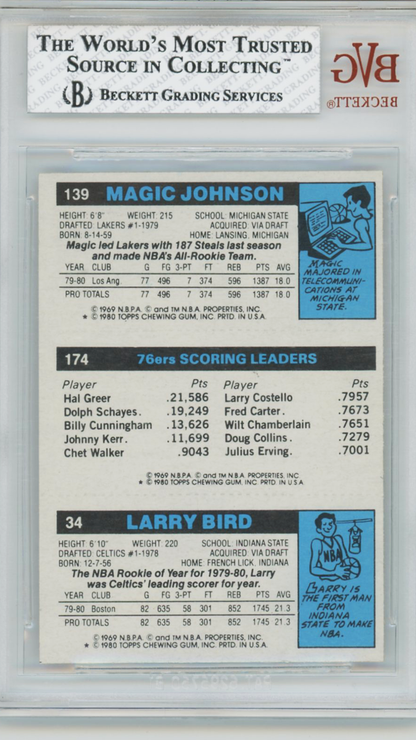 THE WORLD'S MOST TRUSTED
SOURCE IN COLLECTING™
(B) BECKETT GRADING SERVICES
BVG
BECKETT®
139 MAGIC JOHNSON
HEIGHT: 6'8" WEIGHT: 215 SCHOOL: MICHIGAN STATE
DRAFTED: LAKERS #1-1979 ACQUIRED: VIA DRAFT
BORN: 8-14-59 HOME: LANSING, MICHIGAN
Magic led Lakers with 187 Steals last season
and made NBA's All-Rookie Team.
YEAR CLUB G FG 3-PT FT REB PTS AVG
79-80 Los Ang. 77 496 7 374 596 1387 18.0
PRO TOTALS 77 496 7 374 596 1387 18.0
© 1969 N.B.P.A. © and TM N.B.A. PROPERTIES, INC.
★ © 1980 TOPPS CHEWING GUM, INC. PRTD. IN U.S.A.
MAGIC
MAJORED IN
TELECOMMUNI-
CATIONS AT
MICHIGAN
STATE.
174 76ers SCORING LEADERS
Player Pts Player Pts
Hal Greer .21,586 Larry Costello .7957
Dolph Schayes. .19,249 Fred Carter. .7673
Billy Cunningham .13,626 Wilt Chamberlain .7651
Johnny Kerr. .11,699 Doug Collins. .7279
Chet Walker .9043 Julius Erving. .7001
© 1969 N.B.P.A. © and TM N.B.A. PROPERTIES, INC.
★ © 1980 TOPPS CHEWING GUM, INC. PRTD. IN U.S.A.
34 LARRY BIRD
HEIGHT: 6'10" WEIGHT: 220 SCHOOL: INDIANA STATE
DRAFTED: CELTICS #1-1978 ACQUIRED: VIA DRAFT
BORN: 12-7-56 HOME: FRENCH LICK, INDIANA
The NBA Rookie of Year for 1979-80, Larry
was Celtics' leading scorer for year.
YEAR CLUB G FG 3-PT FT REB PTS AVG
79-80 Boston 82 635 58 301 852 1745 21.3
PRO TOTALS 82 635 58 301 852 1745 21.3
© 1969 N.B.P.A. © and TM N.B.A. PROPERTIES, INC.
★ © 1980 TOPPS CHEWING GUM, INC. PRTD. IN U.S.A.
NBA
GARRY IS
THE FIRST MAN
FROM
INDIANA
STATE TO MAKE
NBA.